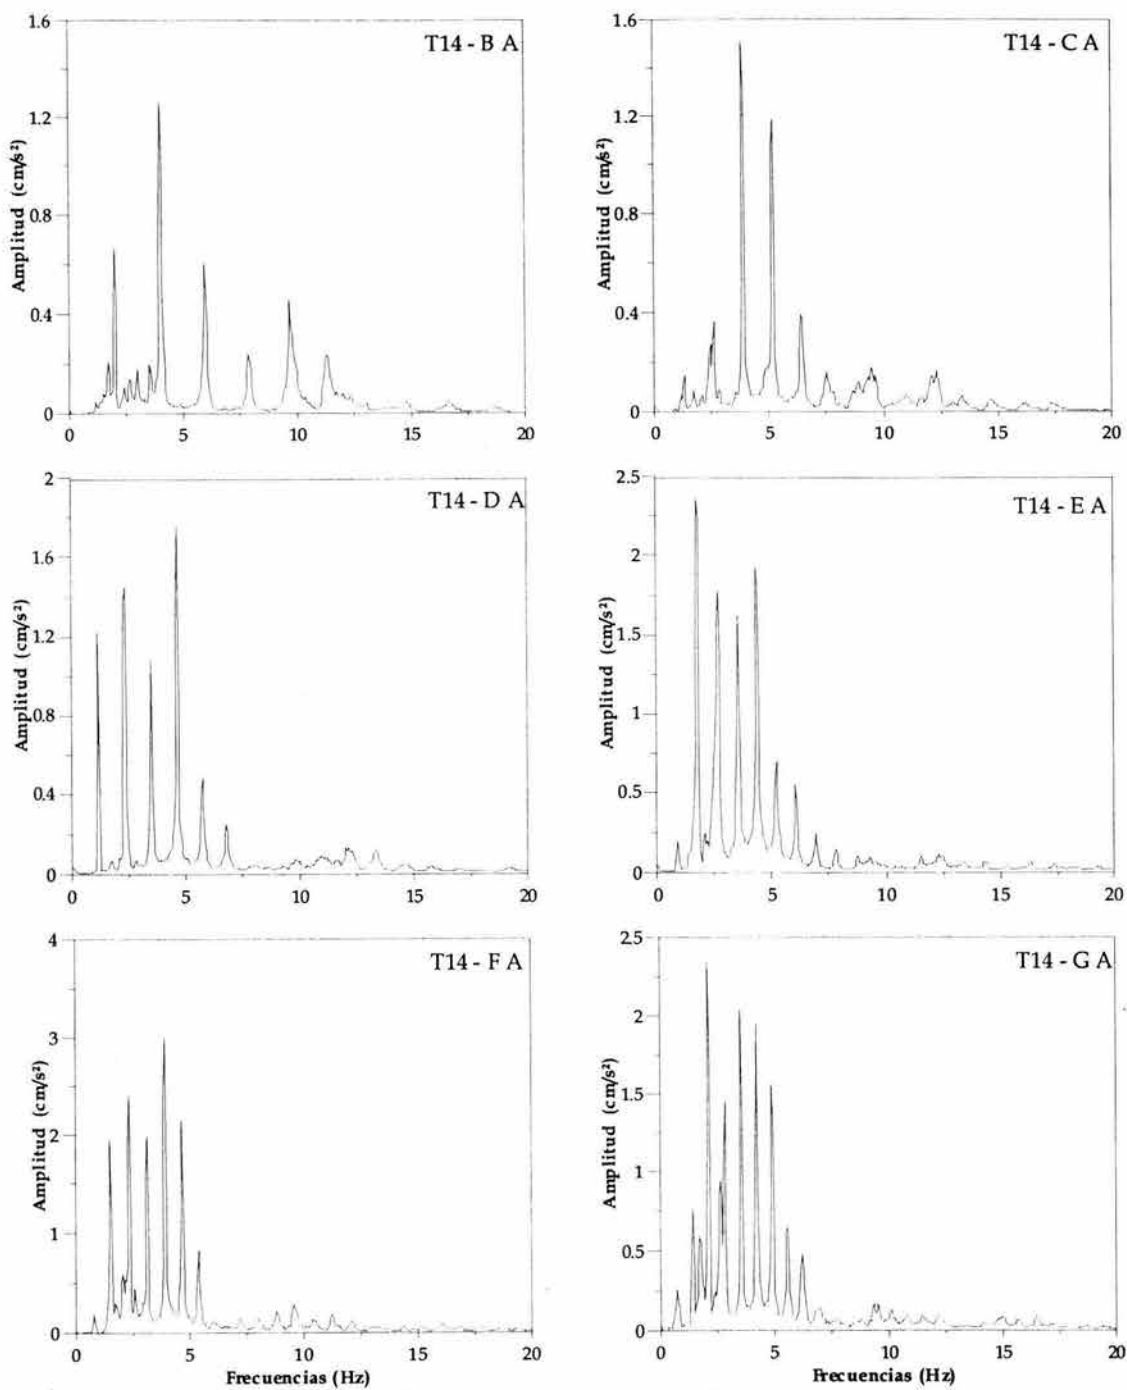 T14 - B A
Amplitud (cm/s²)
1.6
1.2
0.8
0.4
0
0 5 10 15 20
T14 - C A
Amplitud (cm/s²)
1.6
1.2
0.8
0.4
0
0 5 10 15 20
T14 - D A
Amplitud (cm/s²)
2
1.6
1.2
0.8
0.4
0
0 5 10 15 20
T14 - E A
Amplitud (cm/s²)
2.5
2
1.5
1
0.5
0
0 5 10 15 20
T14 - F A
Amplitud (cm/s²)
4
3
2
1
0
0 5 10 15 20
Frecuencias (Hz)
T14 - G A
Amplitud (cm/s²)
2.5
2
1.5
1
0.5
0
0 5 10 15 20
Frecuencias (Hz)